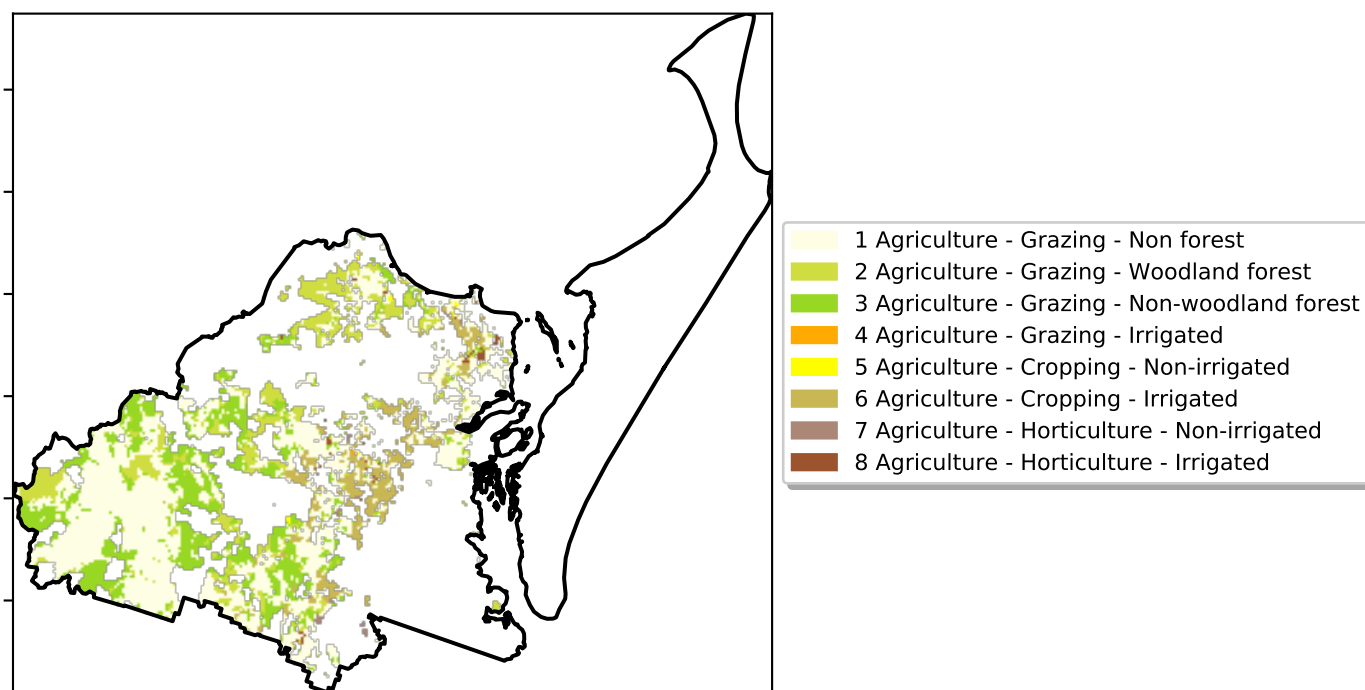 1 Agriculture - Grazing - Non forest
2 Agriculture - Grazing - Woodland forest
3 Agriculture - Grazing - Non-woodland forest
4 Agriculture - Grazing - Irrigated
5 Agriculture - Cropping - Non-irrigated
6 Agriculture - Cropping - Irrigated
7 Agriculture - Horticulture - Non-irrigated
8 Agriculture - Horticulture - Irrigated